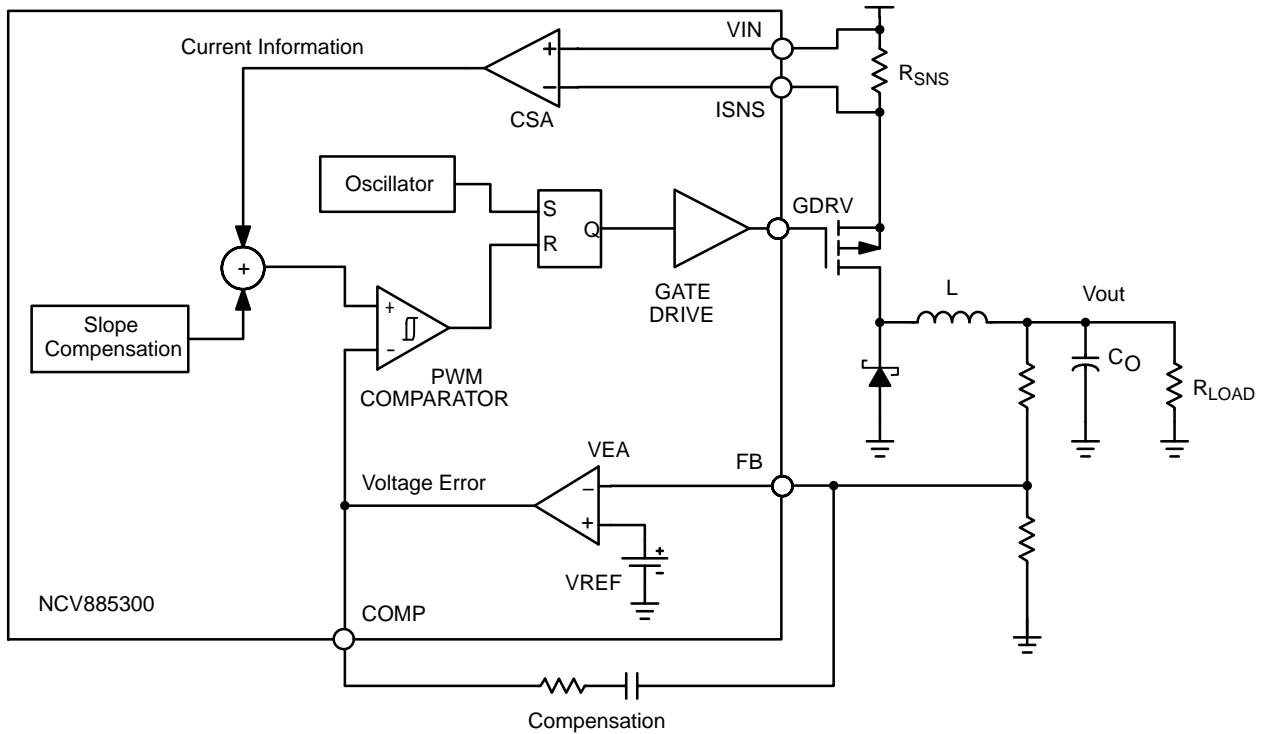 VIN
Current Information
RSNS
+
−
CSA
ISNS
Oscillator
S
R
Q
GDRV
+
GATE
DRIVE
L
Vout
Slope
Compensation
+
−
PWM
COMPARATOR
CO
RLOAD
VEA
FB
Voltage Error
−
+
+
-
VREF
NCV885300
COMP
Compensation